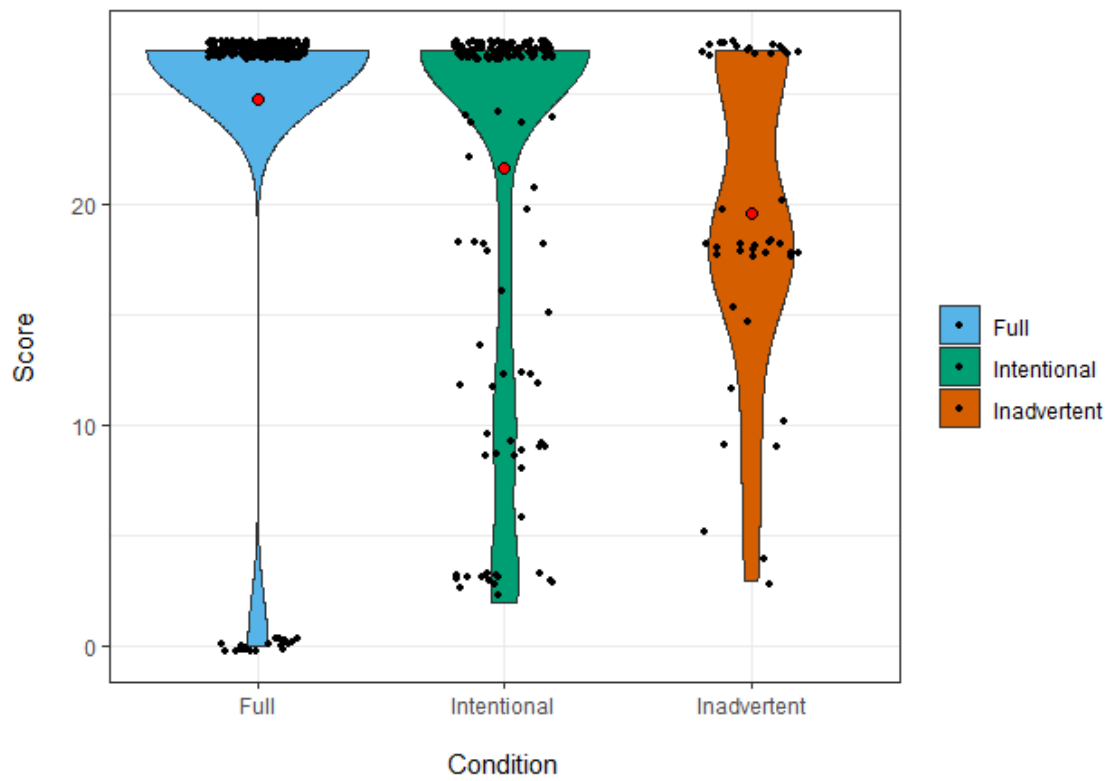 Score
20
10
0
Full
Intentional
Inadvertent
Condition
Full
Intentional
Inadvertent